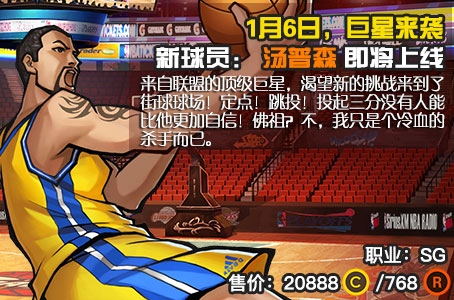 1月6日，巨星来袭
新球员：汤普森 即将上线
来自联盟的顶级巨星，渴望新的挑战来到了
街球球场！定点！跳投！投起三分没有人能
比他更加自信！佛祖？不，我只是个冷血的
杀手而已。
SiriusXM NBA RADIO
职业：SG
售价：20888 C /768 R